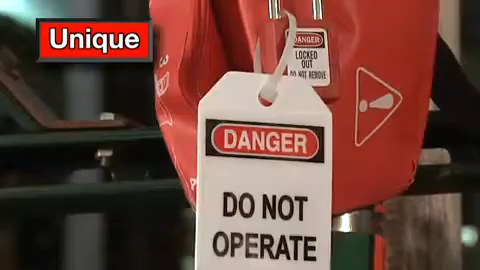 Unique
DANGER
LOCKED
OUT
DO NOT REMOVE
DANGER
DO NOT
OPERATE